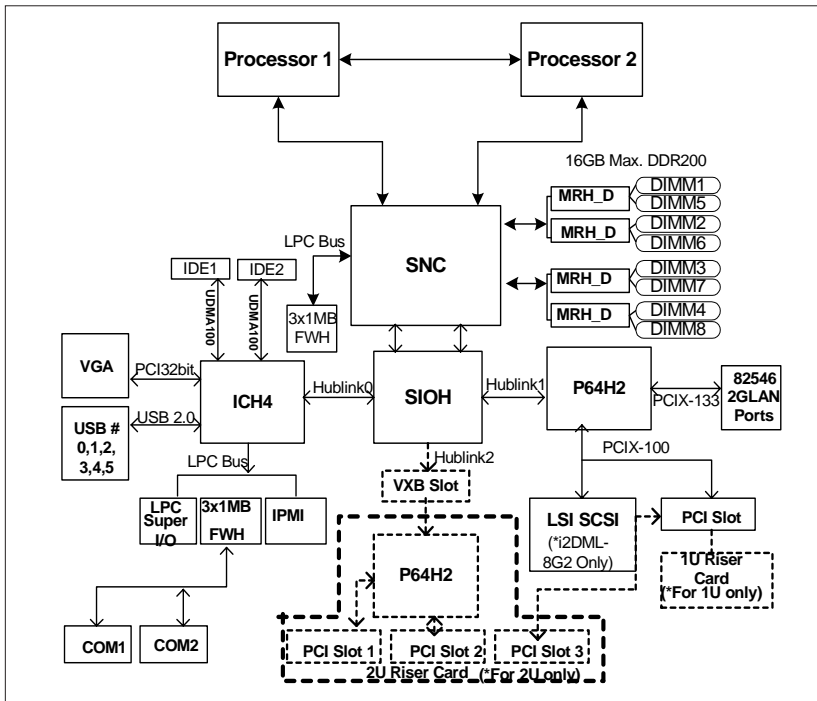 Processor 1
Processor 2
16GB Max. DDR200
MRH_D
DIMM1
DIMM5
MRH_D
DIMM2
DIMM6
LPC Bus
SNC
IDE1
IDE2
MRH_D
DIMM3
DIMM7
UDMA100
UDMA100
3x1MB
FWH
MRH_D
DIMM4
DIMM8
VGA
PCI32bit
ICH4
Hublink0
SIOH
Hublink1
P64H2
PCIX-133
82546
2GLAN
Ports
USB #
0,1,2,
3,4,5
USB 2.0
LPC Bus
Hublink2
PCIX-100
VXB Slot
LPC
Super
I/O
3x1MB
FWH
IPMI
LSI SCSI
(*i2DML-
8G2 Only)
PCI Slot
P64H2
1U Riser
Card
(*For 1U only)
COM1
COM2
PCI Slot 1
PCI Slot 2
PCI Slot 3
2U Riser Card
(*For 2U only)